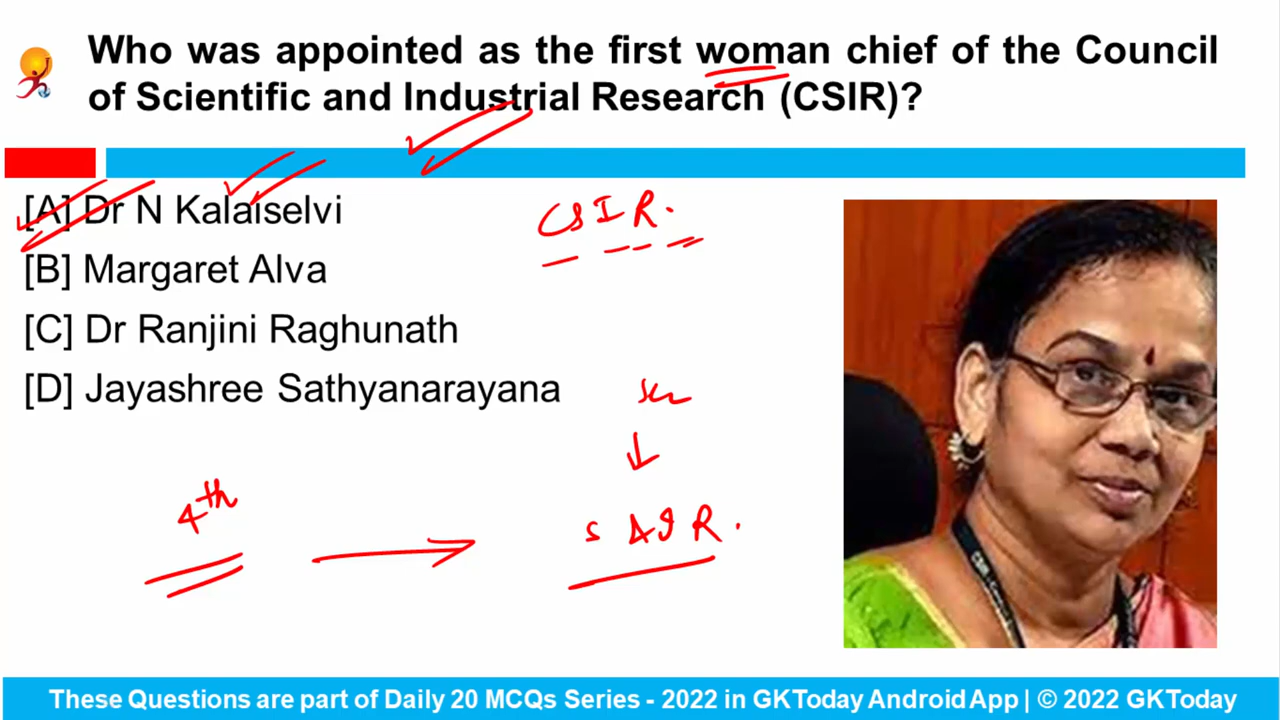 Who was appointed as the first woman chief of the Council
of Scientific and Industrial Research (CSIR)?
[A] Dr N Kalaiselvi
CSIR.
[B] Margaret Alva
[C] Dr Ranjini Raghunath
[D] Jayashree Sathyanarayana
4th
These Questions are part of Daily 20 MCQs Series - 2022 in GKToday Android App | © 2022 GKToday